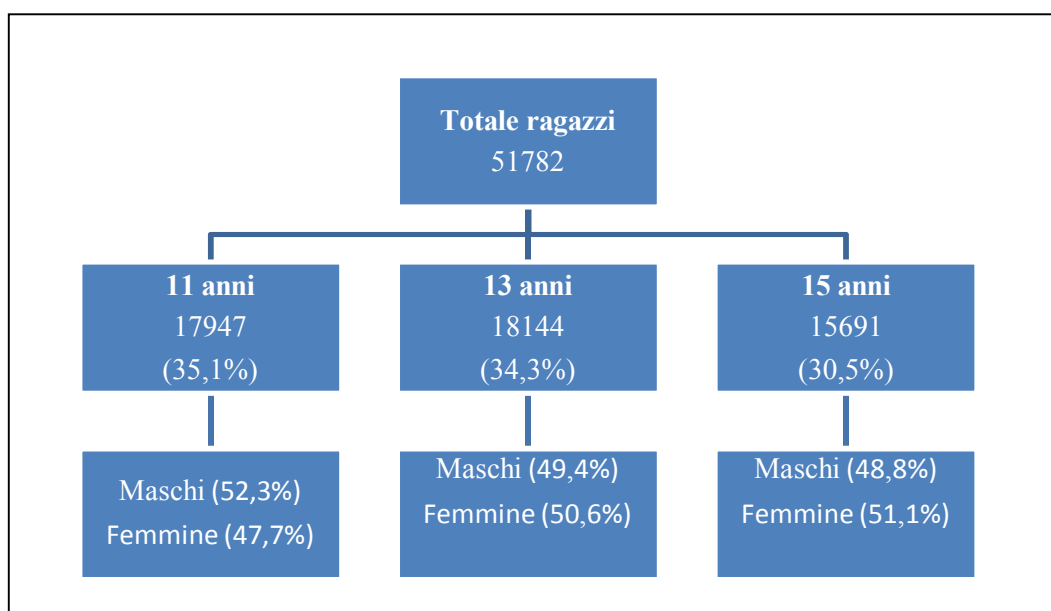 Totale ragazzi
51782
11 anni
17947
(35,1%)
13 anni
18144
(34,3%)
15 anni
15691
(30,5%)
Maschi (52,3%)
Femmine (47,7%)
Maschi (49,4%)
Femmine (50,6%)
Maschi (48,8%)
Femmine (51,1%)